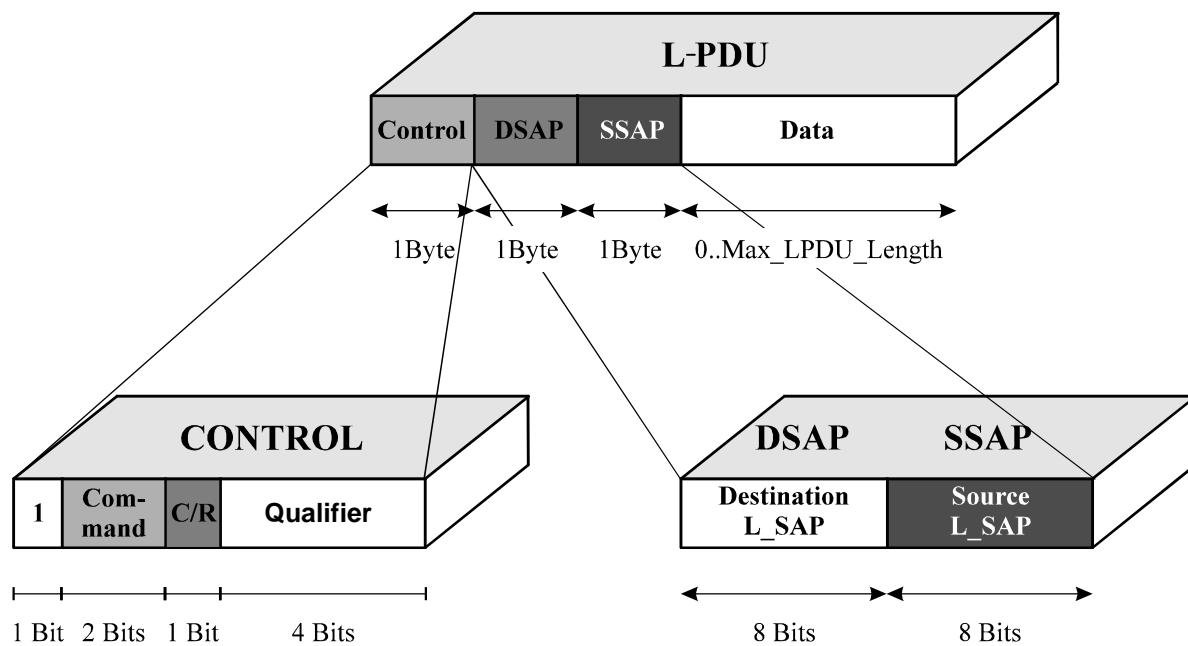 L-PDU
Control DSAP SSAP Data
1Byte 1Byte 1Byte 0..Max_LPDU_Length
CONTROL
1 Com-
mand C/R Qualifier
1 Bit 2 Bits 1 Bit 4 Bits
DSAP SSAP
Destination
L_SAP
Source
L_SAP
8 Bits 8 Bits